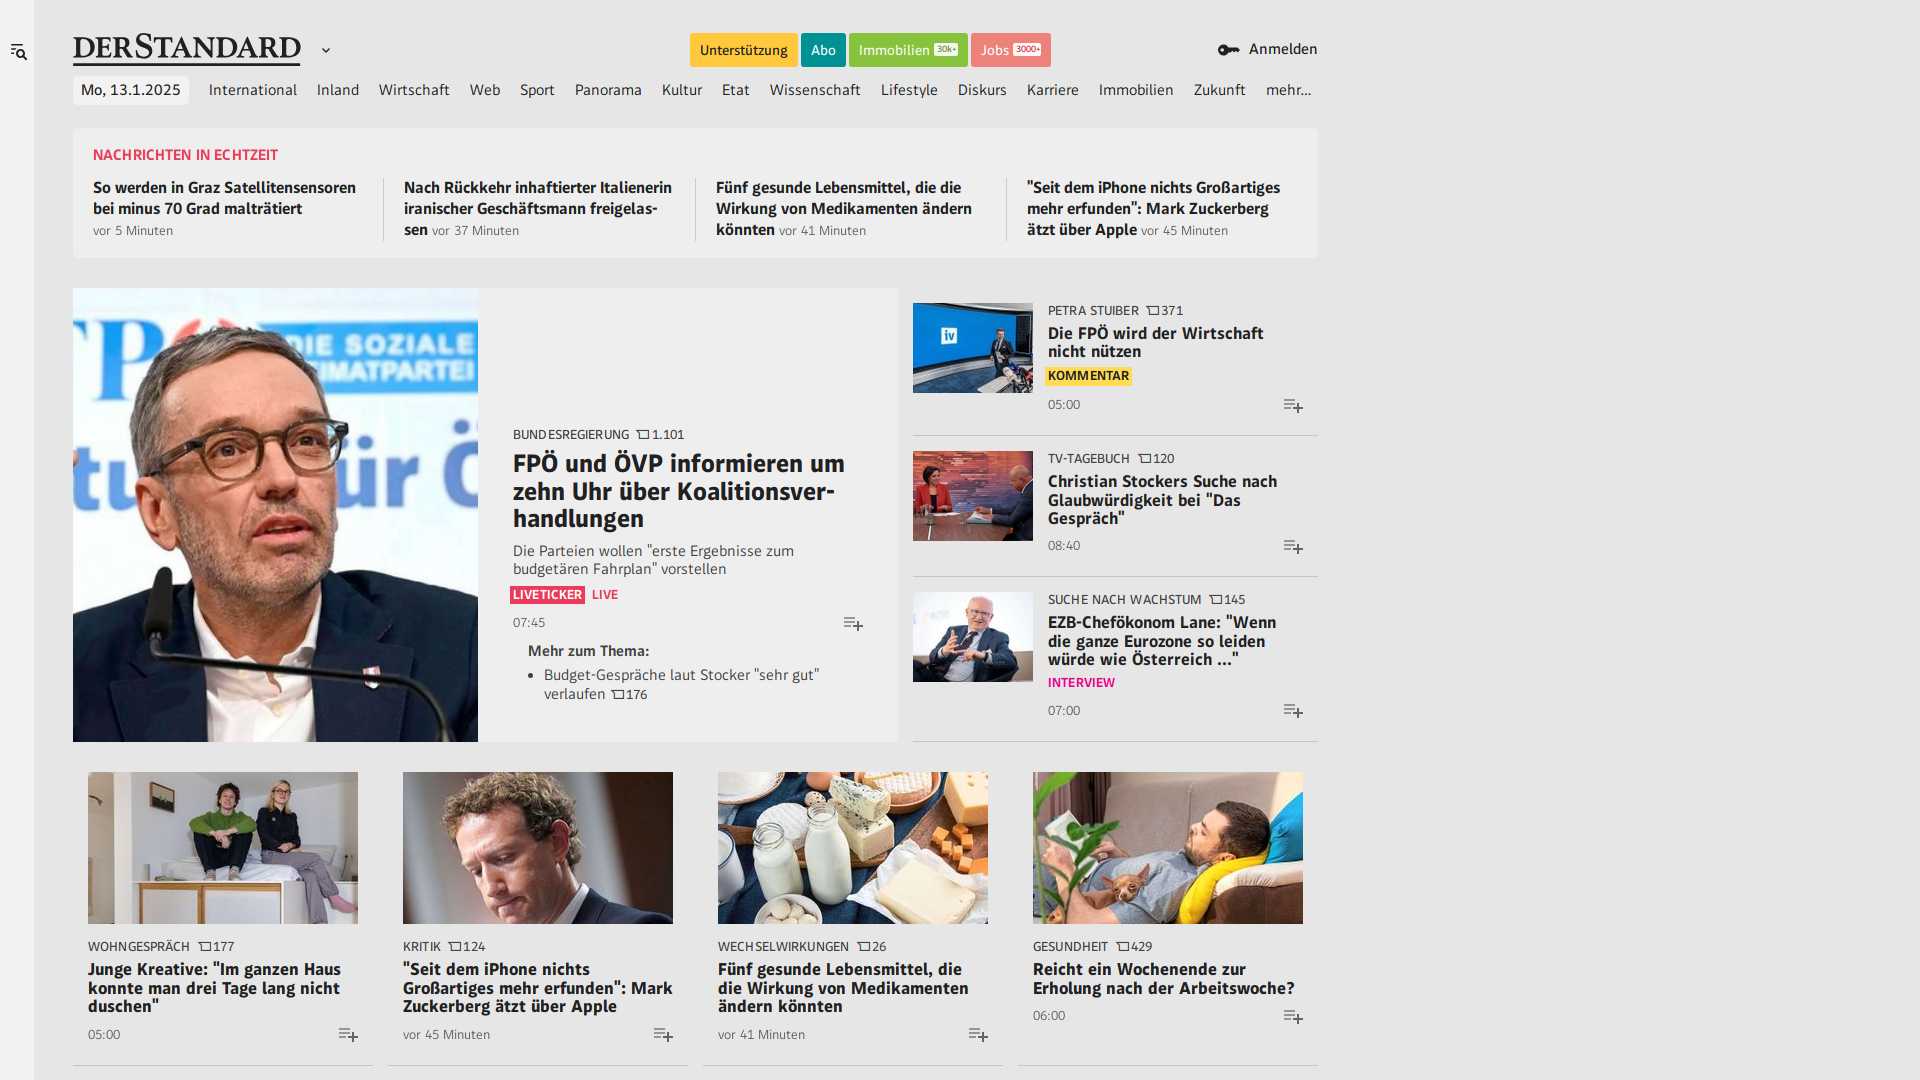 DERSTANDARD
Unterstützung
Abo
Immobilien 30k+
Jobs 3000+
Anmelden
Mo, 13.1.2025
International
Inland
Wirtschaft
Web
Sport
Panorama
Kultur
Etat
Wissenschaft
Lifestyle
Diskurs
Karriere
Immobilien
Zukunft
mehr...
NACHRICHTEN IN ECHTZEIT
So werden in Graz Satellitensensoren
bei minus 70 Grad malträtiert
vor 5 Minuten
Nach Rückkehr inhaftierter Italienerin
iranischer Geschäftsmann freigelas-
sen vor 37 Minuten
Fünf gesunde Lebensmittel, die die
Wirkung von Medikamenten ändern
könnten vor 41 Minuten
"Seit dem iPhone nichts Großartiges
mehr erfunden": Mark Zuckerberg
ätzt über Apple vor 45 Minuten
DIE SOZIALE
EIMATPARTEI
für Ö
BUNDESREGIERUNG 1.101
FPÖ und ÖVP informieren um
zehn Uhr über Koalitionsver-
handlungen
Die Parteien wollen "erste Ergebnisse zum
budgetären Fahrplan" vorstellen
LIVETICKER LIVE
07:45
Mehr zum Thema:
• Budget-Gespräche laut Stocker "sehr gut"
verlaufen 176
iv
PETRA STUIBER 371
Die FPÖ wird der Wirtschaft
nicht nützen
KOMMENTAR
05:00
TV-TAGEBUCH 120
Christian Stockers Suche nach
Glaubwürdigkeit bei "Das
Gespräch"
08:40
SUCHE NACH WACHSTUM 145
EZB-Chefökonom Lane: "Wenn
die ganze Eurozone so leiden
würde wie Österreich ..."
INTERVIEW
07:00
WOHNGESPRÄCH 177
Junge Kreative: "Im ganzen Haus
konnte man drei Tage lang nicht
duschen"
05:00
KRITIK 124
"Seit dem iPhone nichts
Großartiges mehr erfunden": Mark
Zuckerberg ätzt über Apple
vor 45 Minuten
WECHSELWIRKUNGEN 26
Fünf gesunde Lebensmittel, die
die Wirkung von Medikamenten
ändern könnten
vor 41 Minuten
GESUNDHEIT 429
Reicht ein Wochenende zur
Erholung nach der Arbeitswoche?
06:00